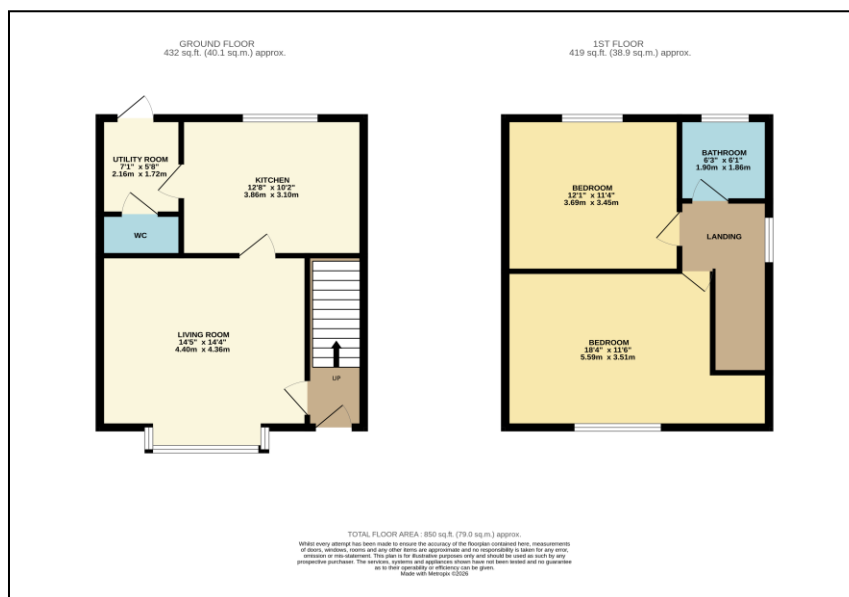 GROUND FLOOR
432 sq.ft. (40.1 sq.m.) approx.
1ST FLOOR
419 sq.ft. (38.9 sq.m.) approx.
UTILITY ROOM
7'1" x 5'8"
2.16m x 1.72m
KITCHEN
12'8" x 10'2"
3.86m x 3.10m
WC
LIVING ROOM
14'5" x 14'4"
4.40m x 4.36m
UP
BEDROOM
12'1" x 11'4"
3.69m x 3.45m
BATHROOM
6'3" x 6'1"
1.90m x 1.86m
LANDING
BEDROOM
18'4" x 11'6"
5.59m x 3.51m
TOTAL FLOOR AREA : 850 sq.ft. (79.0 sq.m.) approx.
Whilst every attempt has been made to ensure the accuracy of the floorplan contained here, measurements
of doors, windows, rooms and any other items are approximate and no responsibility is taken for any error,
omission or mis-statement. This plan is for illustrative purposes only and should be used as such by any
prospective purchaser. The services, systems and appliances shown have not been tested and no guarantee
as to their operability or efficiency can be given.
Made with Metropix ©2026